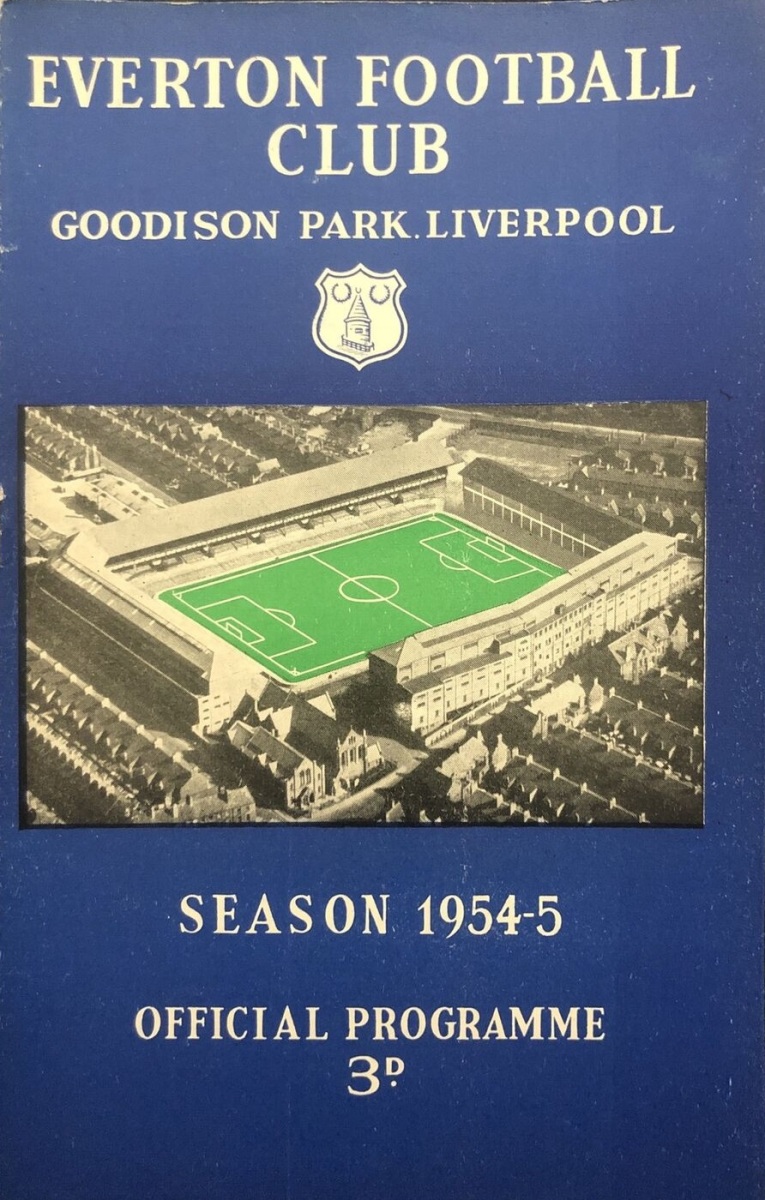 EVERTON FOOTBALL
CLUB
GOODISON PARK. LIVERPOOL
SEASON 1954-5
OFFICIAL PROGRAMME
3D.